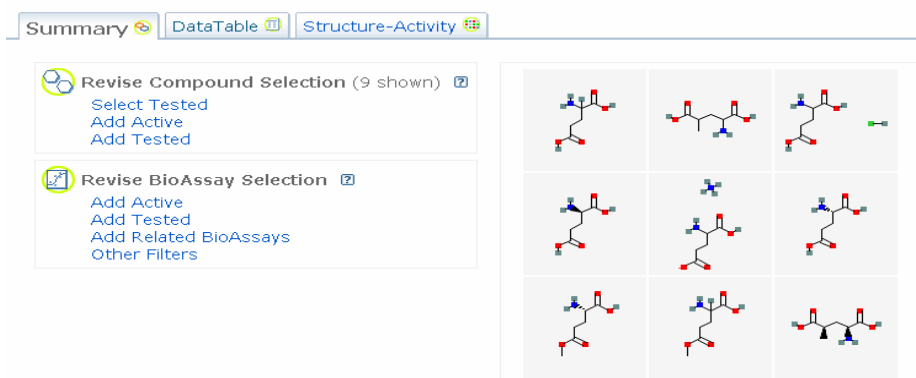 Summary DataTable Structure-Activity
Revise Compound Selection (9 shown) ?
Select Tested
Add Active
Add Tested
Revise BioAssay Selection ?
Add Active
Add Tested
Add Related BioAssays
Other Filters